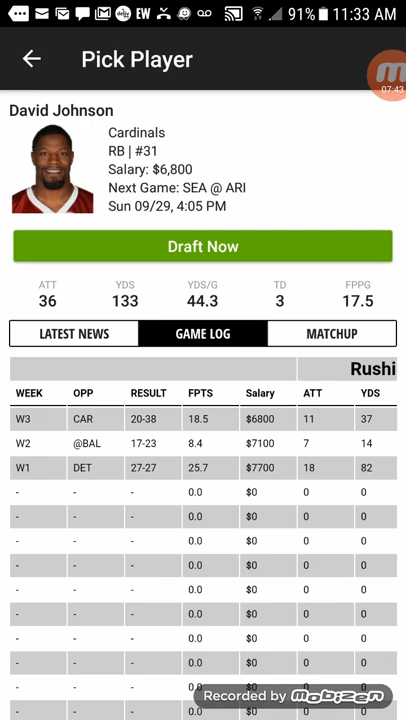 EW 91% 11:33 AM
Pick Player
07:43
David Johnson
Cardinals
RB | #31
Salary: $6,800
Next Game: SEA @ ARI
Sun 09/29, 4:05 PM
Draft Now
ATT YDS YDS/G TD FPPG
36 133 44.3 3 17.5
LATEST NEWS GAME LOG MATCHUP
Rushi
WEEK OPP RESULT FPTS Salary ATT YDS
W3 CAR 20-38 18.5 $6800 11 37
W2 @BAL 17-23 8.4 $7100 7 14
W1 DET 27-27 25.7 $7700 18 82
- - - 0.0 $0 0 0
- - - 0.0 $0 0 0
- - - 0.0 $0 0 0
- - - 0.0 $0 0 0
- - - 0.0 $0 0 0
- - - 0.0 $0 0 0
- - - 0.0 $0 0 0
- - - 0.0 $0 0 0
- - - 0.0
Recorded by mobizen
- - - 0.0 $0 0 0